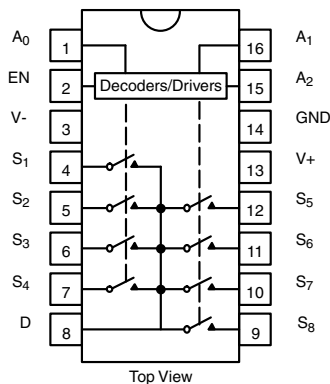 A0 1 16 A1
EN 2 Decoders/Drivers 15 A2
V- 3 14 GND
S1 4 13 V+
S2 5 12 S5
S3 6 11 S6
S4 7 10 S7
D 8 9 S8
Top View